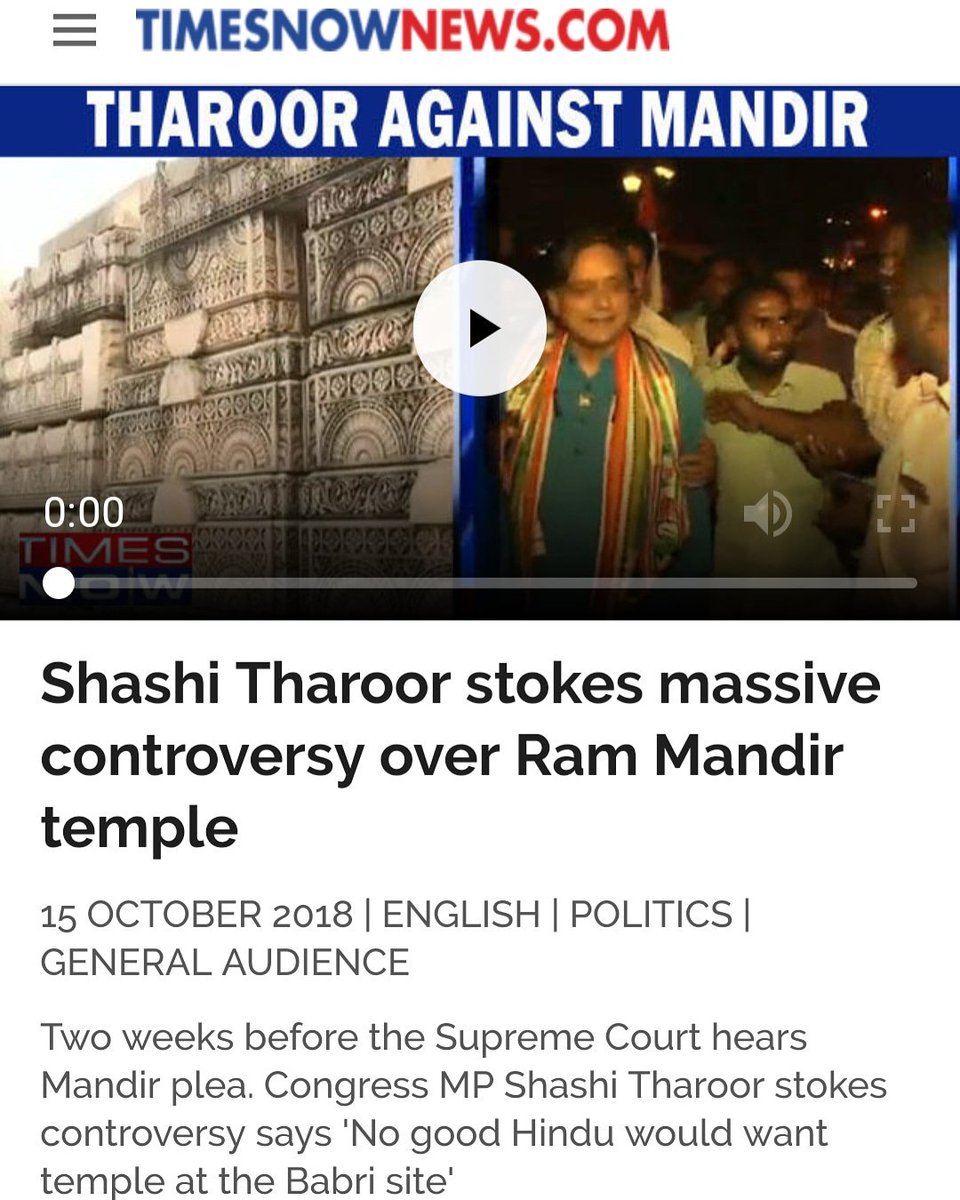 TIMESNOWNEWS.COM
THAROOR AGAINST MANDIR
0:00
TIMES
NOW
Shashi Tharoor stokes massive
controversy over Ram Mandir
temple
15 OCTOBER 2018 | ENGLISH | POLITICS |
GENERAL AUDIENCE
Two weeks before the Supreme Court hears
Mandir plea. Congress MP Shashi Tharoor stokes
controversy says 'No good Hindu would want
temple at the Babri site'